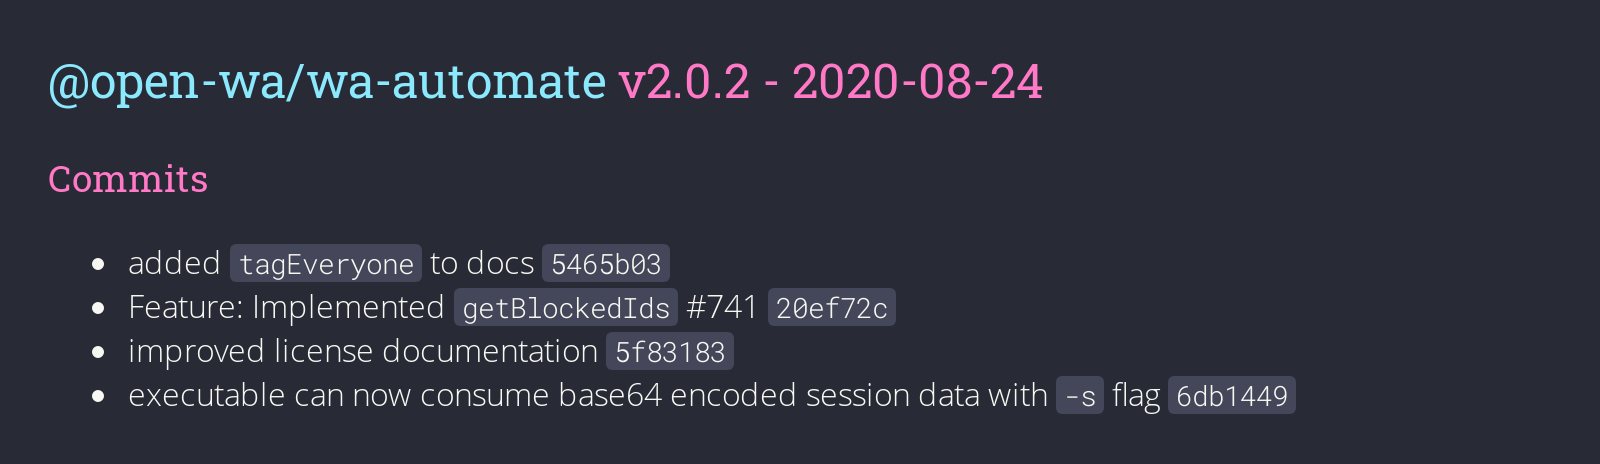 @open-wa/wa-automate v2.0.2 - 2020-08-24
Commits
added tagEveryone to docs 5465b03
Feature: Implemented getBlockedIds #741 20ef72c
improved license documentation 5f83183
executable can now consume base64 encoded session data with -s flag 6db1449